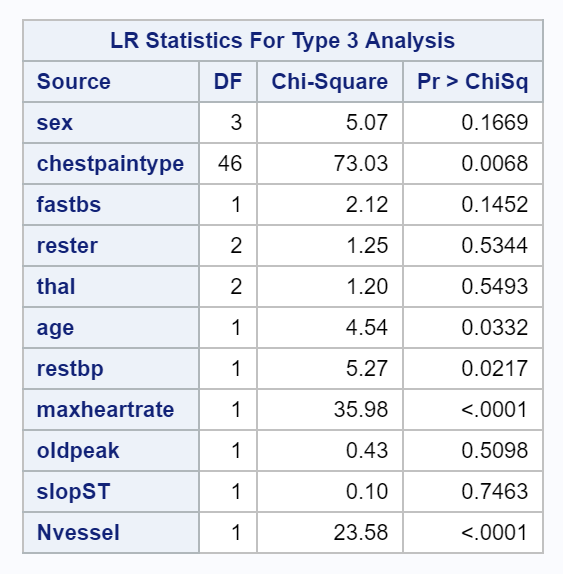 LR Statistics For Type 3 Analysis
Source DF Chi-Square Pr > ChiSq
sex 3 5.07 0.1669
chestpaintype 46 73.03 0.0068
fastbs 1 2.12 0.1452
rester 2 1.25 0.5344
thal 2 1.20 0.5493
age 1 4.54 0.0332
restbp 1 5.27 0.0217
maxheartrate 1 35.98 <.0001
oldpeak 1 0.43 0.5098
slopST 1 0.10 0.7463
Nvessel 1 23.58 <.0001